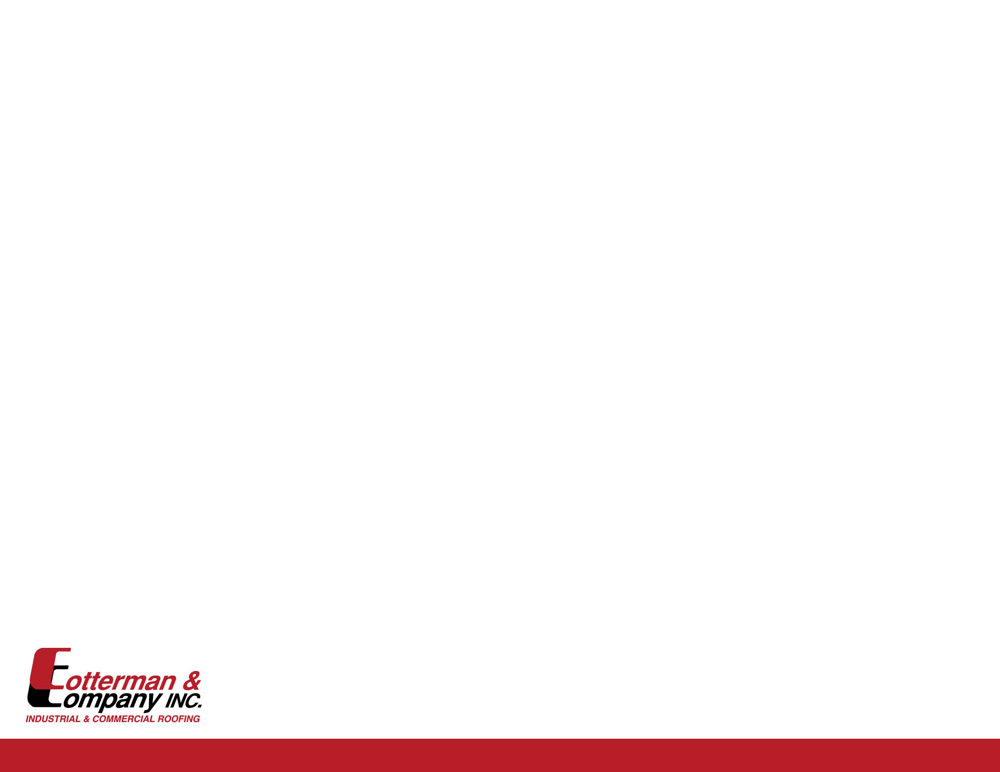 Cotterman &
Company INC.
INDUSTRIAL & COMMERCIAL ROOFING